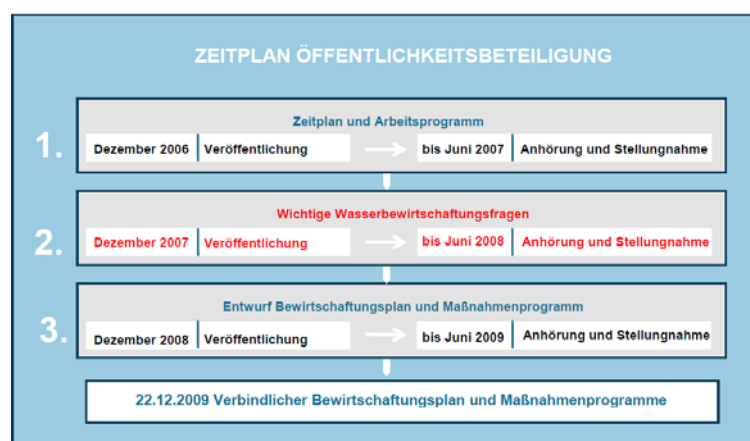 ZEITPLAN ÖFFENTLICHKEITSBETEILIGUNG
1.
Zeitplan und Arbeitsprogramm
Dezember 2006 Veröffentlichung bis Juni 2007 Anhörung und Stellungnahme
2.
Wichtige Wasserbewirtschaftungsfragen
Dezember 2007 Veröffentlichung bis Juni 2008 Anhörung und Stellungnahme
3.
Entwurf Bewirtschaftungsplan und Maßnahmenprogramm
Dezember 2008 Veröffentlichung bis Juni 2009 Anhörung und Stellungnahme
22.12.2009 Verbindlicher Bewirtschaftungsplan und Maßnahmenprogramme